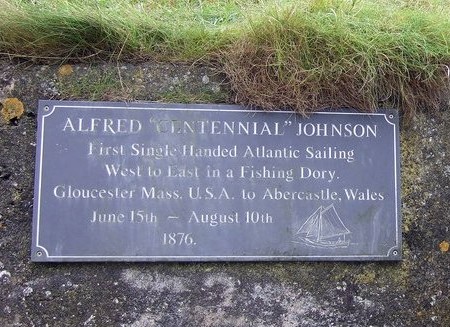 ALFRED "CENTENNIAL" JOHNSON
First Single Handed Atlantic Sailing
West to East in a Fishing Dory.
Gloucester Mass. U.S.A. to Abercastle, Wales
June 15th — August 10th
1876.